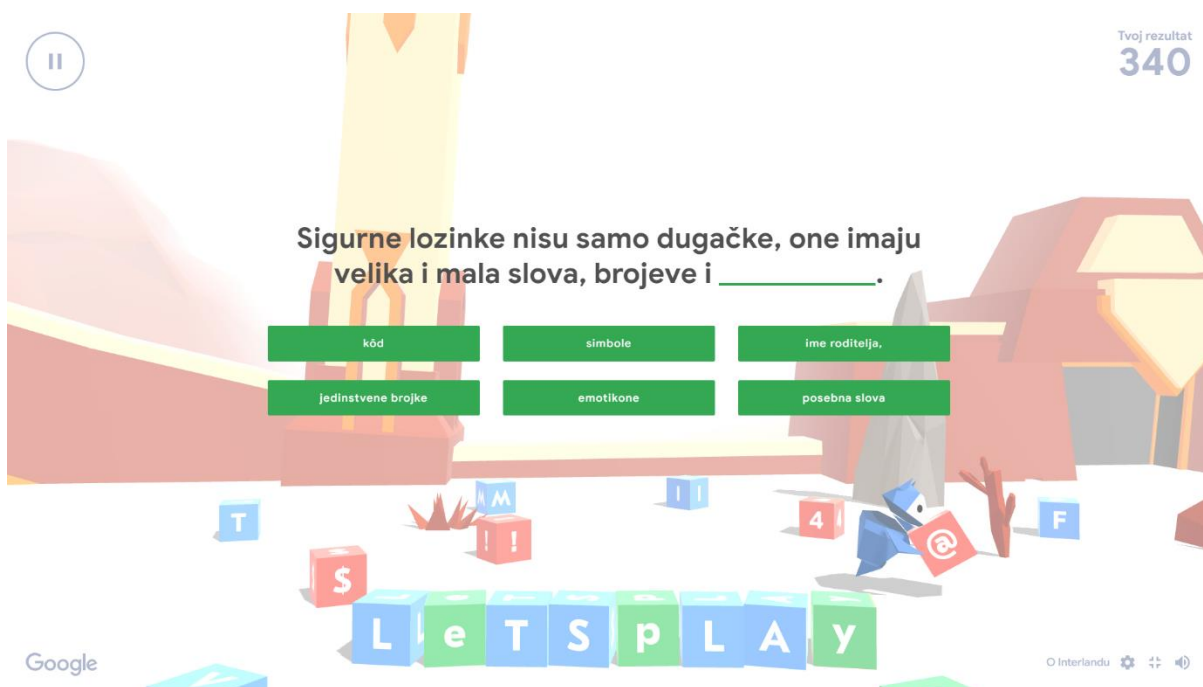 Tvoj rezultat
340
Sigurne lozinke nisu samo dugačke, one imaju
velika i mala slova, brojeve i ____________.
kôd
simbole
ime roditelja,
jedinstvene brojke
emotikone
posebna slova
T
M M
I I
! !
4
@
F
$
L e T S p L A y
Google
O Interlandu